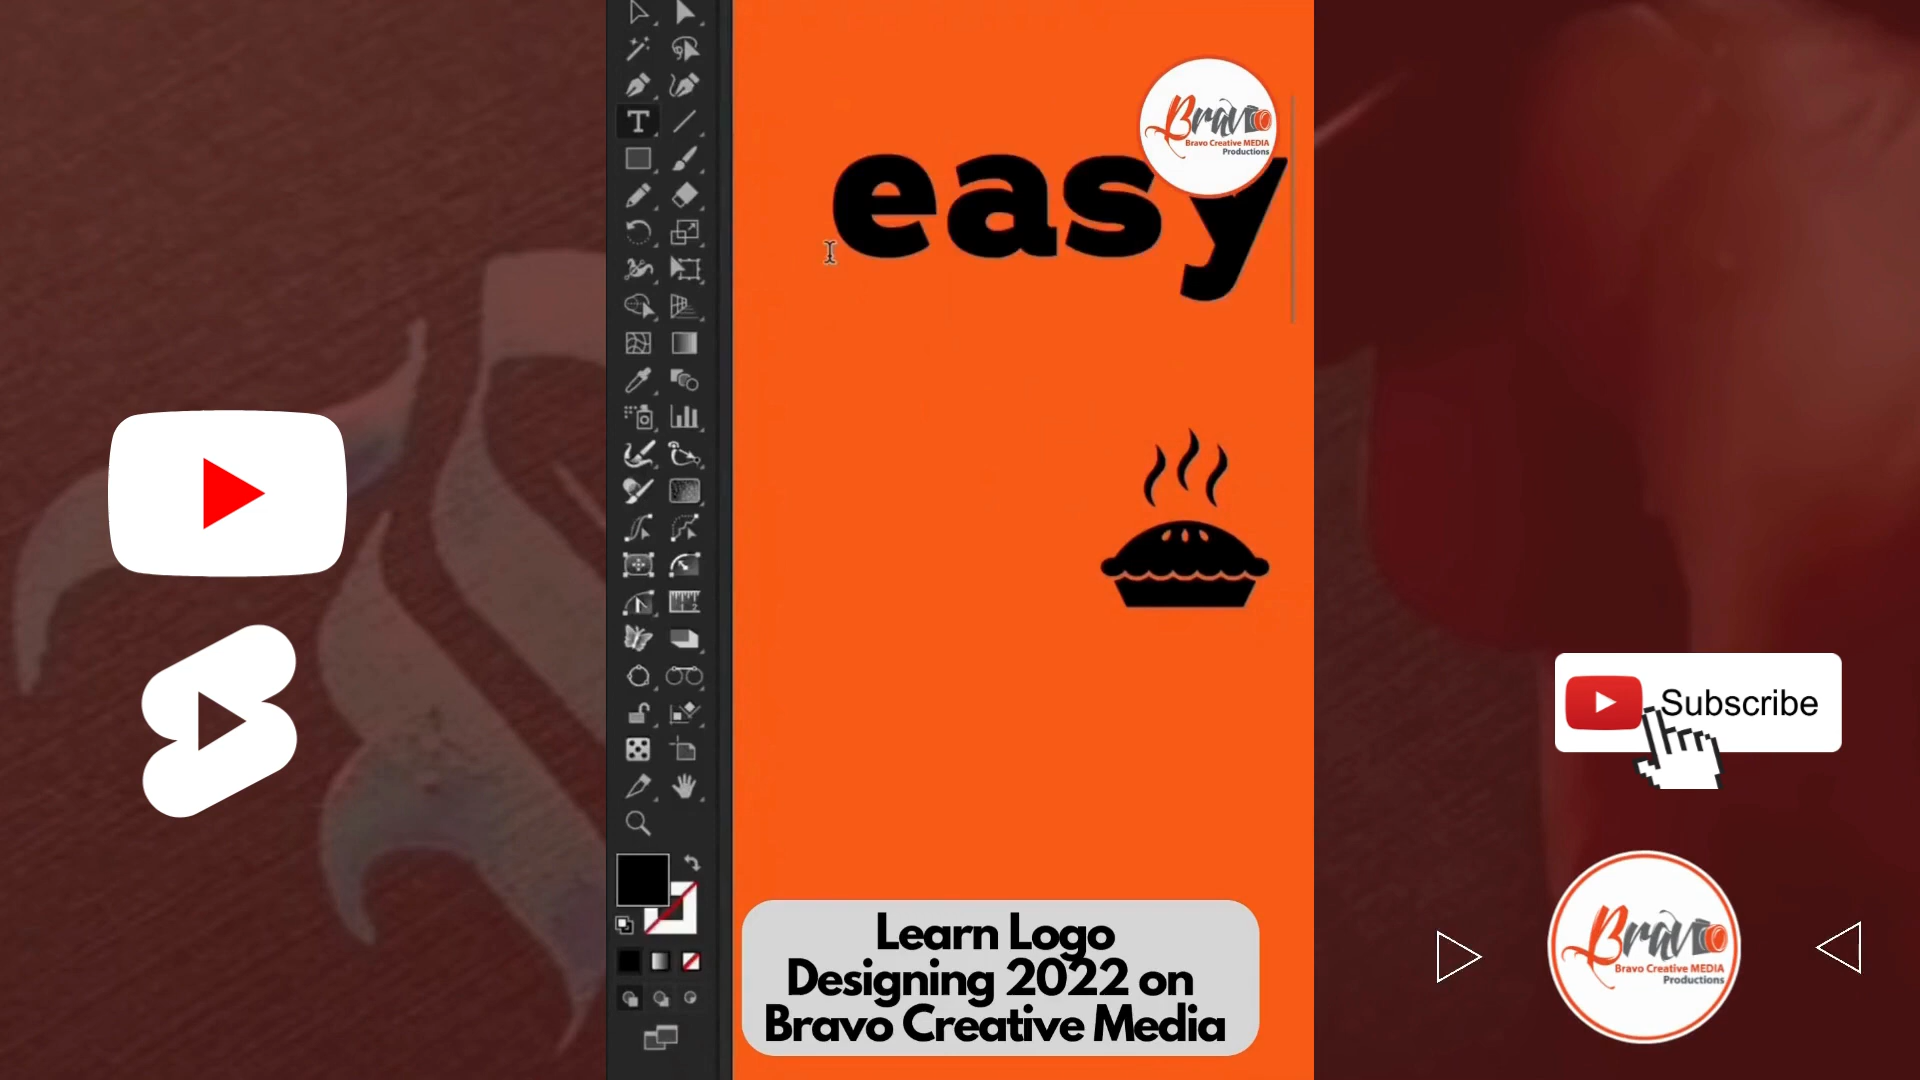 Bravo
Bravo Creative MEDIA
Productions
easy
Subscribe
Learn Logo
Designing 2022 on
Bravo Creative Media
Bravo
Bravo Creative MEDIA
Productions